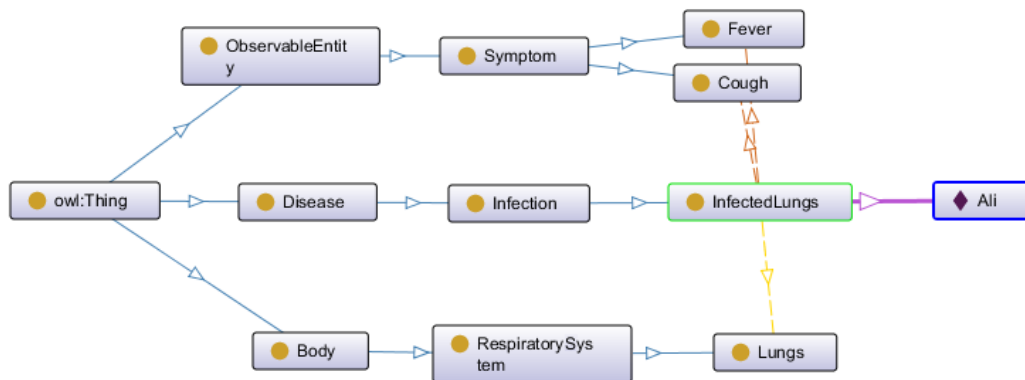 ObservableEntit
y
Symptom
Fever
Cough
owl:Thing
Disease
Infection
InfectedLungs
Ali
Body
RespiratorySys
tem
Lungs